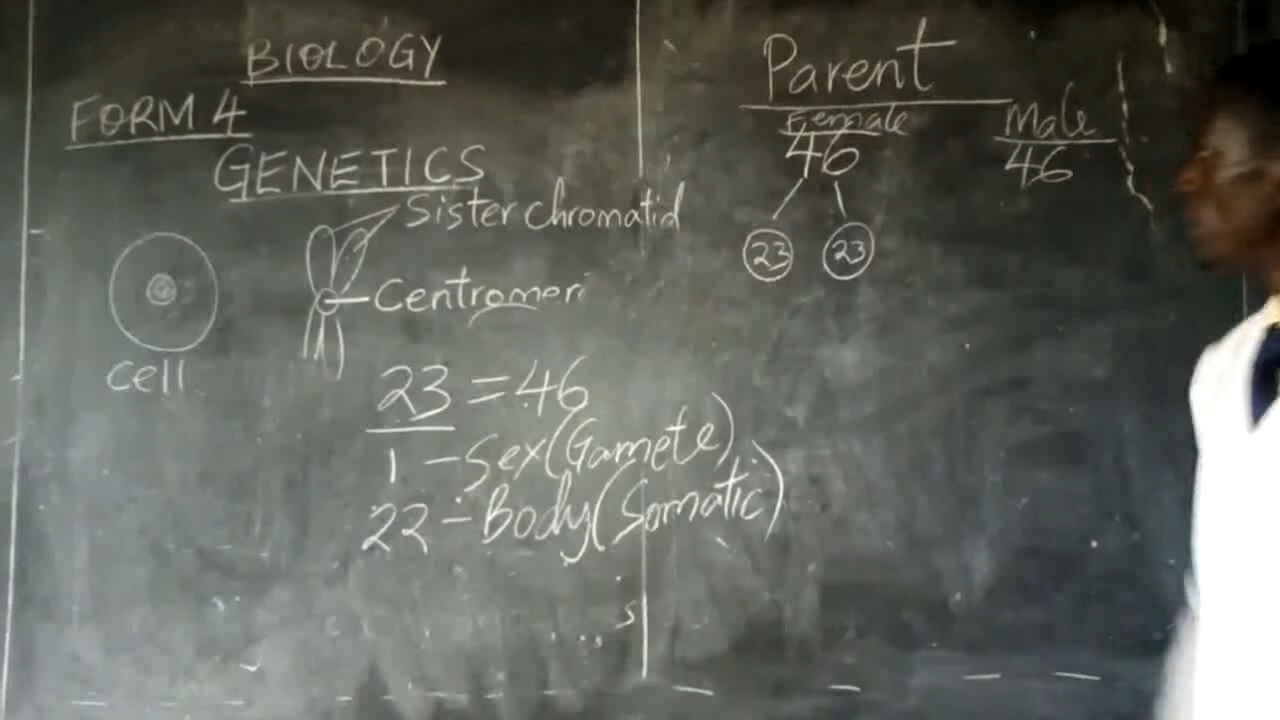 BIOLOGY
FORM 4
GENETICS
Sister chromatid
Centromer
cell
23 = 46
1 - Sex (Gamete)
22 - Body (Somatic)
s
Parent
Female
Male
46
46
23
23